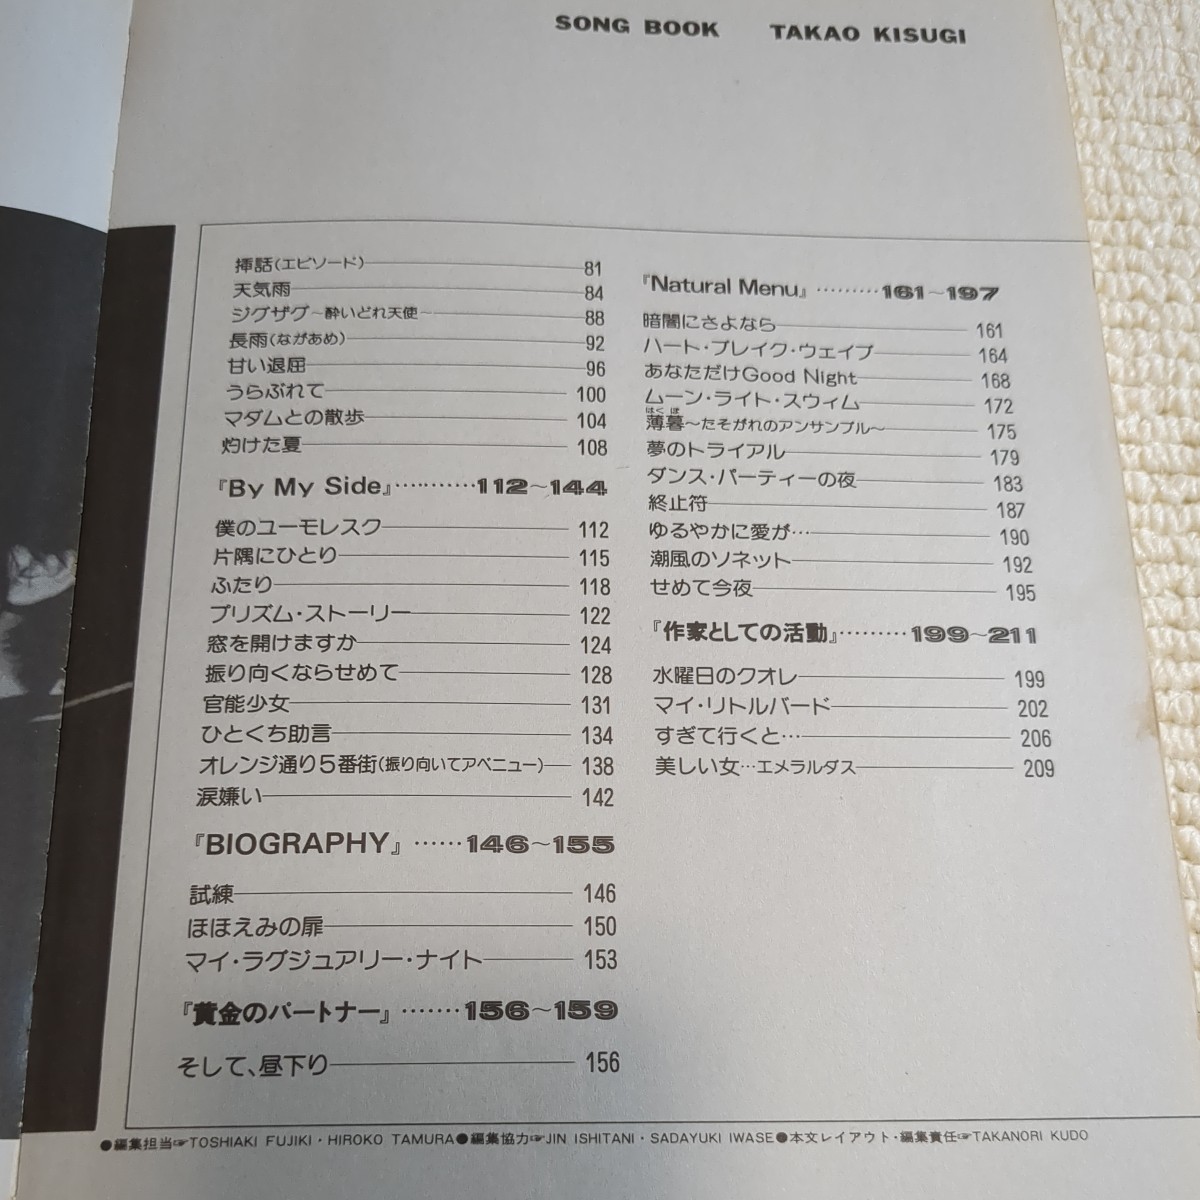 SONG BOOK TAKAO KISUGI
挿話(エピソード) 81
天気雨 84
ジグザグ~酔いどれ天使~ 88
長雨(ながあめ) 92
甘い退屈 96
うらぶれて 100
マダムとの散歩 104
灼けた夏 108
『By My Side』………112~144
僕のユーモレスク 112
片隅にひとり 115
ふたり 118
プリズム・ストーリー 122
窓を開けますか 124
振り向くならせめて 128
官能少女 131
ひとくち助言 134
オレンジ通り5番街(振り向いてアベニュー) 138
涙嫌い 142
『BIOGRAPHY』……146~155
試練 146
ほほえみの扉 150
マイ・ラグジュアリー・ナイト 153
『黄金のパートナー』……156~159
そして、昼下り 156
『Natural Menu』………161~197
暗闇にさよなら 161
ハート・ブレイク・ウェイブ 164
あなただけGood Night 168
ムーン・ライト・スウィム 172
はくぼ
薄暮~たそがれのアンサンブル~ 175
夢のトライアル 179
ダンス・パーティーの夜 183
終止符 187
ゆるやかに愛が… 190
潮風のソネット 192
せめて今夜 195
『作家としての活動』………199~211
水曜日のクオレ 199
マイ・リトルバード 202
すぎて行くと… 206
美しい女…エメラルダス 209
●編集担当☞TOSHIAKI FUJIKI・HIROKO TAMURA●編集協力☞JIN ISHITANI・SADAYUKI IWASE●本文レイアウト・編集責任☞TAKANORI KUDO